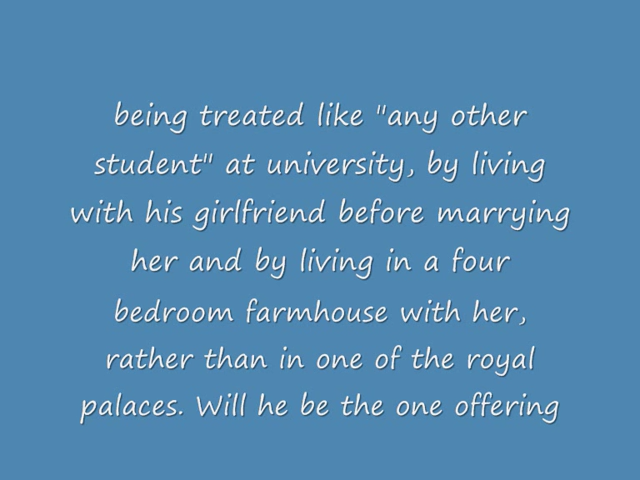 being treated like "any other
student" at university, by living
with his girlfriend before marrying
her and by living in a four
bedroom farmhouse with her,
rather than in one of the royal
palaces. Will he be the one offering